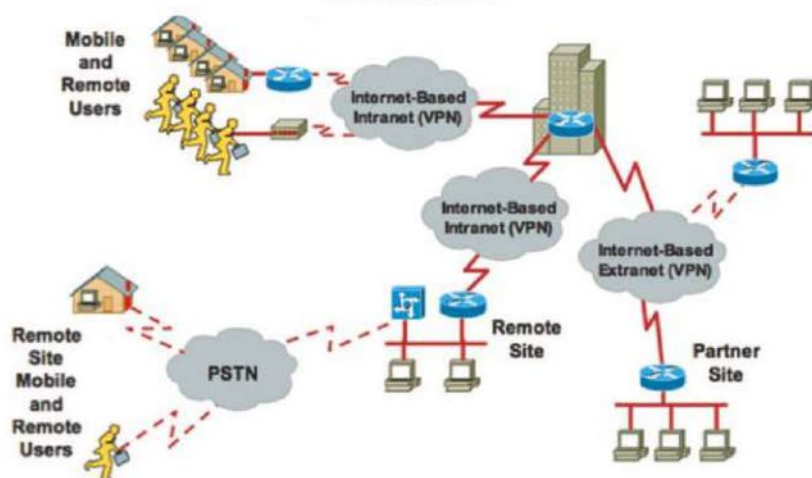 Mobile
and
Remote
Users
Internet-Based
Intranet (VPN)
Internet-Based
Intranet (VPN)
Internet-Based
Extranet (VPN)
Remote
Site
Mobile
and
Remote
Users
PSTN
Remote
Site
Partner
Site